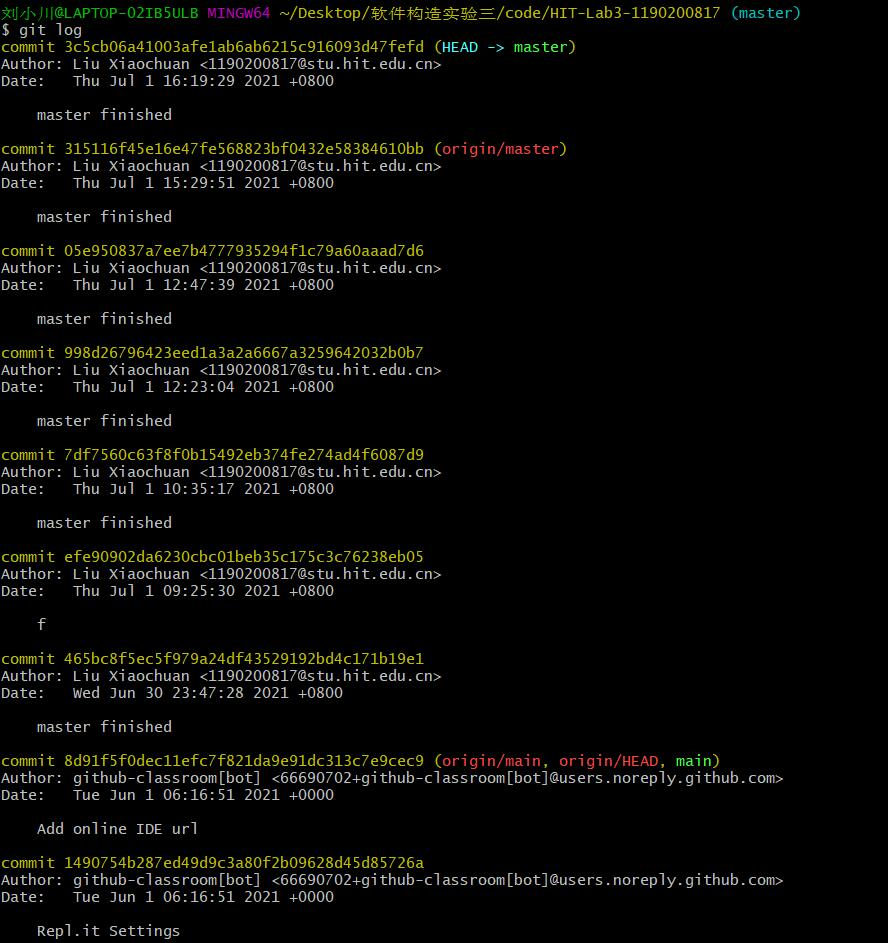 刘小川@LAPTOP-02IB5ULB MINGW64 ~/Desktop/软件构造实验三/code/HIT-Lab3-1190200817 (master)
$ git log
commit 3c5cb06a41003afe1ab6ab6215c916093d47fefd (HEAD -> master)
Author: Liu Xiaochuan <1190200817@stu.hit.edu.cn>
Date:   Thu Jul 1 16:19:29 2021 +0800
    master finished
commit 315116f45e16e47fe568823bf0432e58384610bb (origin/master)
Author: Liu Xiaochuan <1190200817@stu.hit.edu.cn>
Date:   Thu Jul 1 15:29:51 2021 +0800
    master finished
commit 05e950837a7ee7b4777935294f1c79a60aaad7d6
Author: Liu Xiaochuan <1190200817@stu.hit.edu.cn>
Date:   Thu Jul 1 12:47:39 2021 +0800
    master finished
commit 998d26796423eed1a3a2a6667a3259642032b0b7
Author: Liu Xiaochuan <1190200817@stu.hit.edu.cn>
Date:   Thu Jul 1 12:23:04 2021 +0800
    master finished
commit 7df7560c63f8f0b15492eb374fe274ad4f6087d9
Author: Liu Xiaochuan <1190200817@stu.hit.edu.cn>
Date:   Thu Jul 1 10:35:17 2021 +0800
    master finished
commit efe90902da6230cbc01beb35c175c3c76238eb05
Author: Liu Xiaochuan <1190200817@stu.hit.edu.cn>
Date:   Thu Jul 1 09:25:30 2021 +0800
    f
commit 465bc8f5ec5f979a24df43529192bd4c171b19e1
Author: Liu Xiaochuan <1190200817@stu.hit.edu.cn>
Date:   Wed Jun 30 23:47:28 2021 +0800
    master finished
commit 8d91f5f0dec11efc7f821da9e91dc313c7e9cec9 (origin/main, origin/HEAD, main)
Author: github-classroom[bot] <66690702+github-classroom[bot]@users.noreply.github.com>
Date:   Tue Jun 1 06:16:51 2021 +0000
    Add online IDE url
commit 1490754b287ed49d9c3a80f2b09628d45d85726a
Author: github-classroom[bot] <66690702+github-classroom[bot]@users.noreply.github.com>
Date:   Tue Jun 1 06:16:51 2021 +0000
    Repl.it Settings